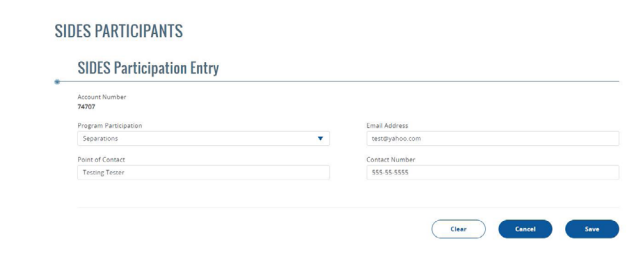 SIDES PARTICIPANTS
SIDES Participation Entry
Account Number
74707
Program Participation
Email Address
Separations
test@yahoo.com
Point of Contact
Contact Number
Testing Tester
555-55-5555
Clear
Cancel
Save